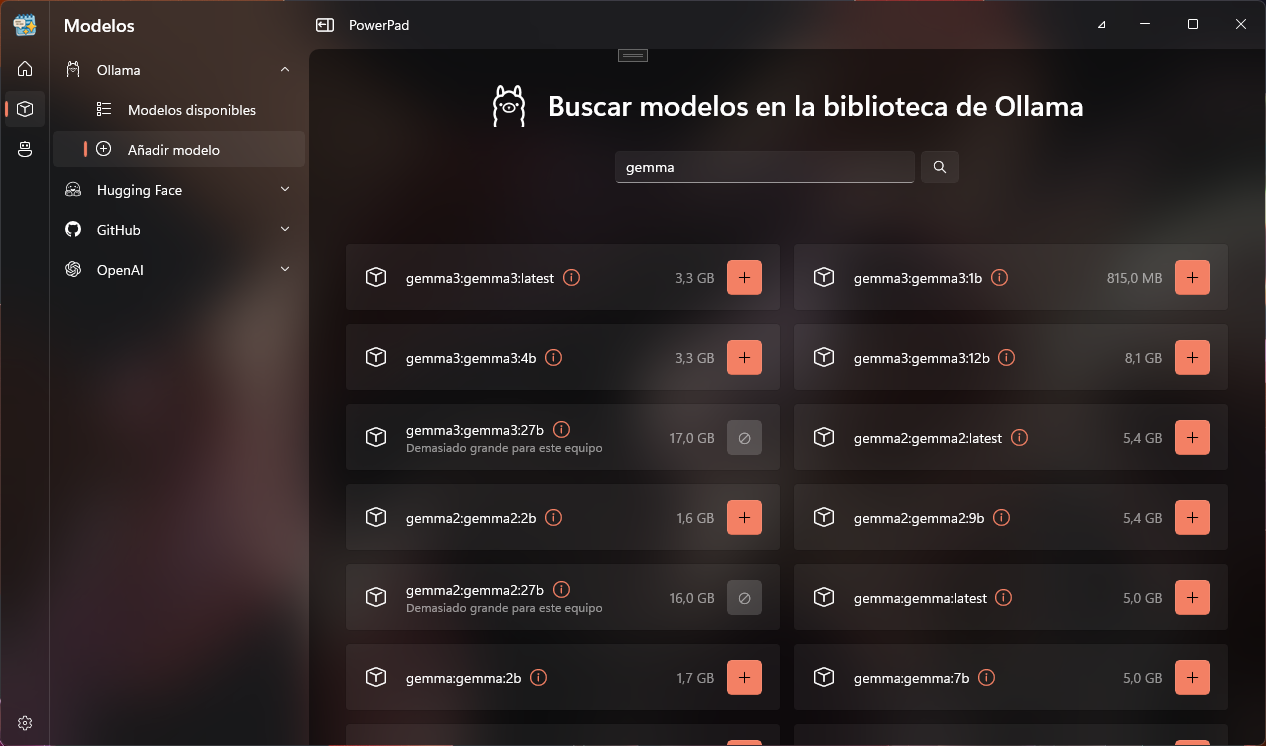 Modelos
PowerPad
Ollama
Modelos disponibles
Añadir modelo
Hugging Face
GitHub
OpenAI
Buscar modelos en la biblioteca de Ollama
gemma
gemma3:gemma3:latest 3,3 GB
gemma3:gemma3:1b 815,0 MB
gemma3:gemma3:4b 3,3 GB
gemma3:gemma3:12b 8,1 GB
gemma3:gemma3:27b 17,0 GB
Demasiado grande para este equipo
gemma2:gemma2:latest 5,4 GB
gemma2:gemma2:2b 1,6 GB
gemma2:gemma2:9b 5,4 GB
gemma2:gemma2:27b 16,0 GB
Demasiado grande para este equipo
gemma:gemma:latest 5,0 GB
gemma:gemma:2b 1,7 GB
gemma:gemma:7b 5,0 GB